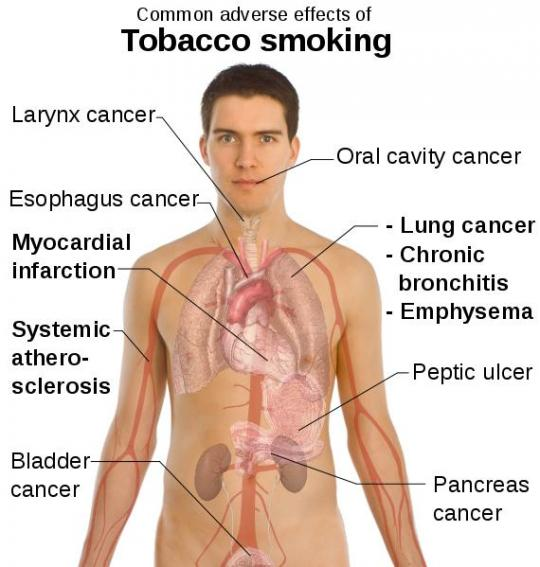 Common adverse effects of
Tobacco smoking
Larynx cancer
Oral cavity cancer
Esophagus cancer
Myocardial
infarction
- Lung cancer
- Chronic
bronchitis
- Emphysema
Systemic
athero-
sclerosis
Peptic ulcer
Bladder
cancer
Pancreas
cancer